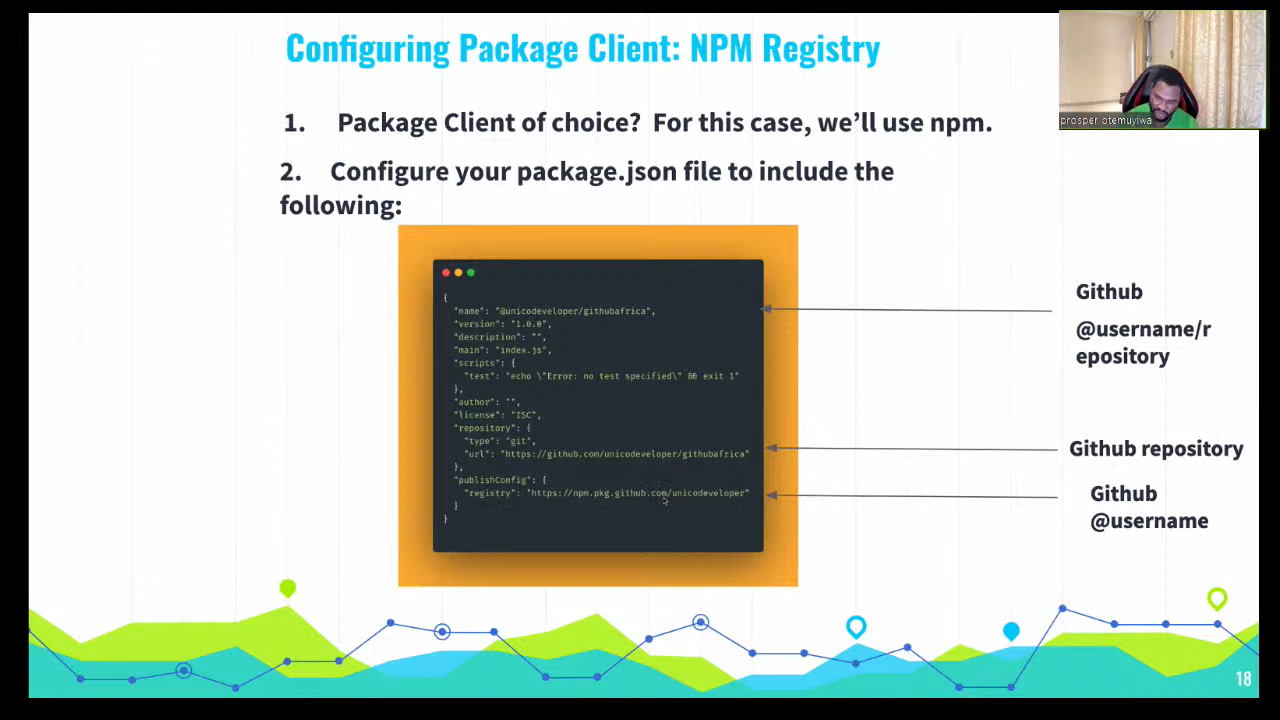 Configuring Package Client: NPM Registry
prosper otemuyiwa
1. Package Client of choice? For this case, we'll use npm.
2. Configure your package.json file to include the
following:
{
"name": "@unicodeveloper/githubafrica",
"version": "1.0.0",
"description": "",
"main": "index.js",
"scripts": {
"test": "echo \"Error: no test specified\" && exit 1"
},
"author": "",
"license": "ISC",
"repository": {
"type": "git",
"url": "https://github.com/unicodeveloper/githubafrica"
},
"publishConfig": {
"registry": "https://npm.pkg.github.com/unicodeveloper"
}
}
Github
@username/r
epository
Github repository
Github
@username
18